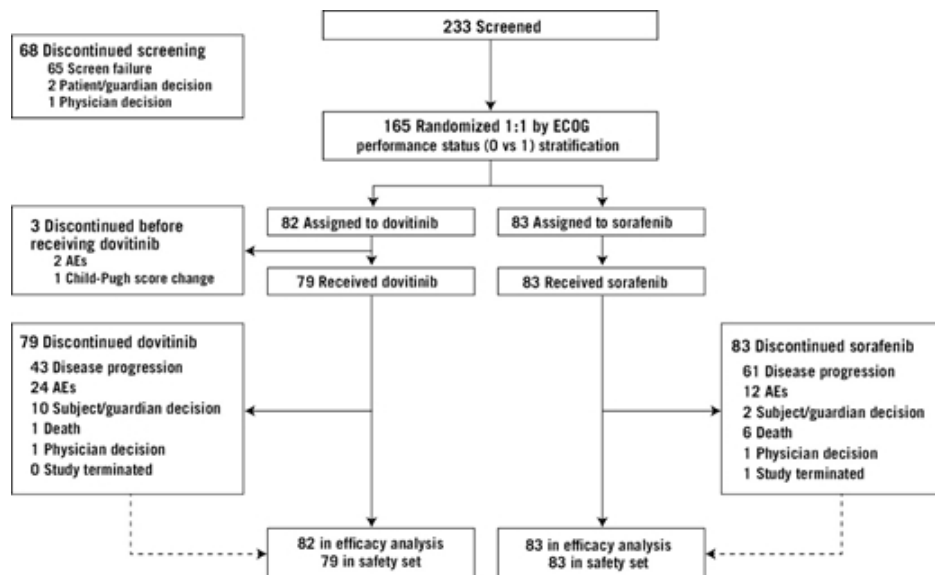 233 Screened
68 Discontinued screening
65 Screen failure
2 Patient/guardian decision
1 Physician decision
165 Randomized 1:1 by ECOG
performance status (0 vs 1) stratification
82 Assigned to dovitinib
83 Assigned to sorafenib
3 Discontinued before
receiving dovitinib
2 AEs
1 Child-Pugh score change
79 Received dovitinib
83 Received sorafenib
79 Discontinued dovitinib
43 Disease progression
24 AEs
10 Subject/guardian decision
1 Death
1 Physician decision
0 Study terminated
83 Discontinued sorafenib
61 Disease progression
12 AEs
2 Subject/guardian decision
6 Death
1 Physician decision
1 Study terminated
82 in efficacy analysis
79 in safety set
83 in efficacy analysis
83 in safety set